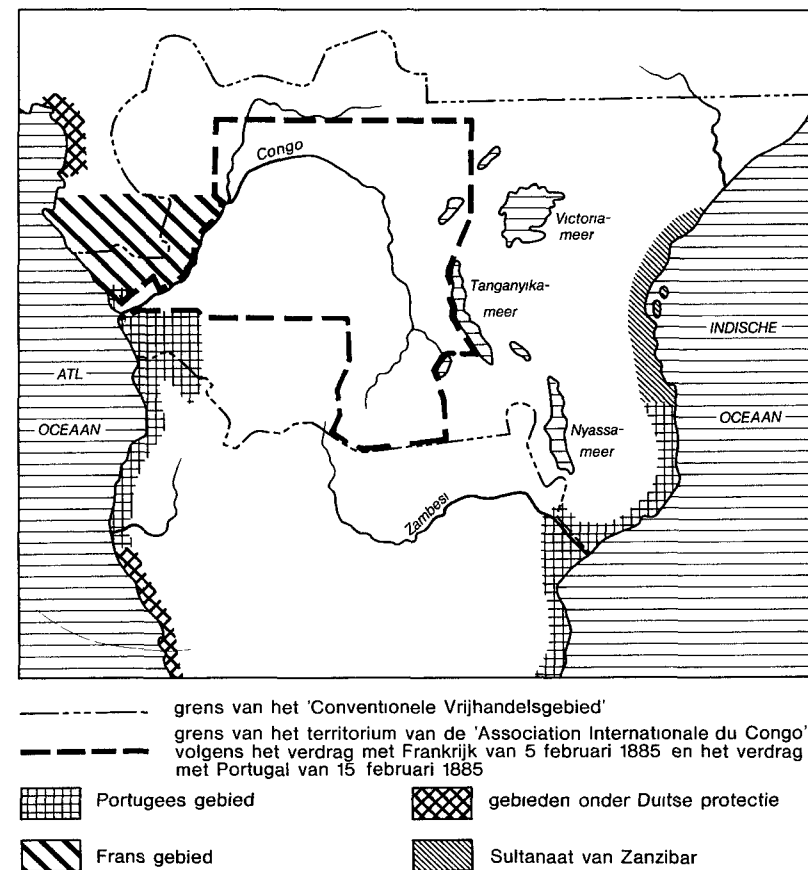 Congo
Victoria-
meer
Tanganyika-
meer
INDISCHE
ATL
OCEAAN
OCEAAN
Nyassa-
meer
Zambesi
grens van het 'Conventionele Vrijhandelsgebied'
grens van het territorium van de 'Association Internationale du Congo'
volgens het verdrag met Frankrijk van 5 februari 1885 en het verdrag
met Portugal van 15 februari 1885
Portugees gebied
gebieden onder Duitse protectie
Frans gebied
Sultanaat van Zanzibar